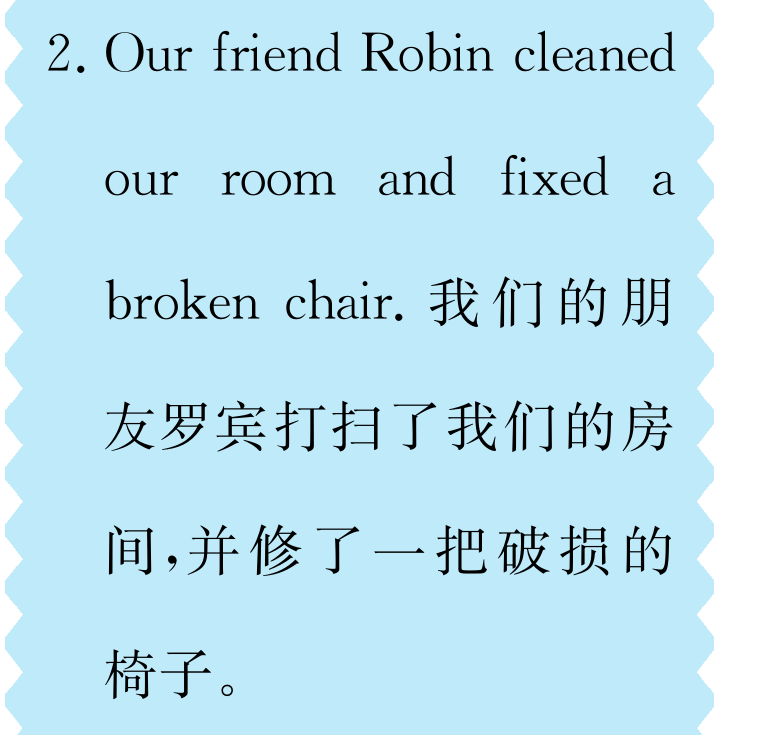 2. Our friend Robin cleaned
our room and fixed a
broken chair. 我们的朋
友罗宾打扫了我们的房
间,并修了一把破损的
椅子。